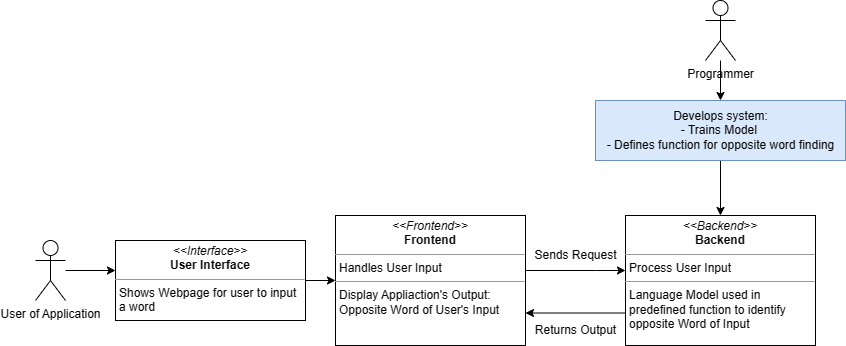 Programmer
Develops system:
- Trains Model
- Defines function for opposite word finding
<<Interface>>
User Interface
Shows Webpage for user to input
a word
User of Application
<<Frontend>>
Frontend
Handles User Input
Display Appliaction's Output:
Opposite Word of User's Input
Sends Request
Returns Output
<<Backend>>
Backend
Process User Input
Language Model used in
predefined function to identify
opposite Word of Input